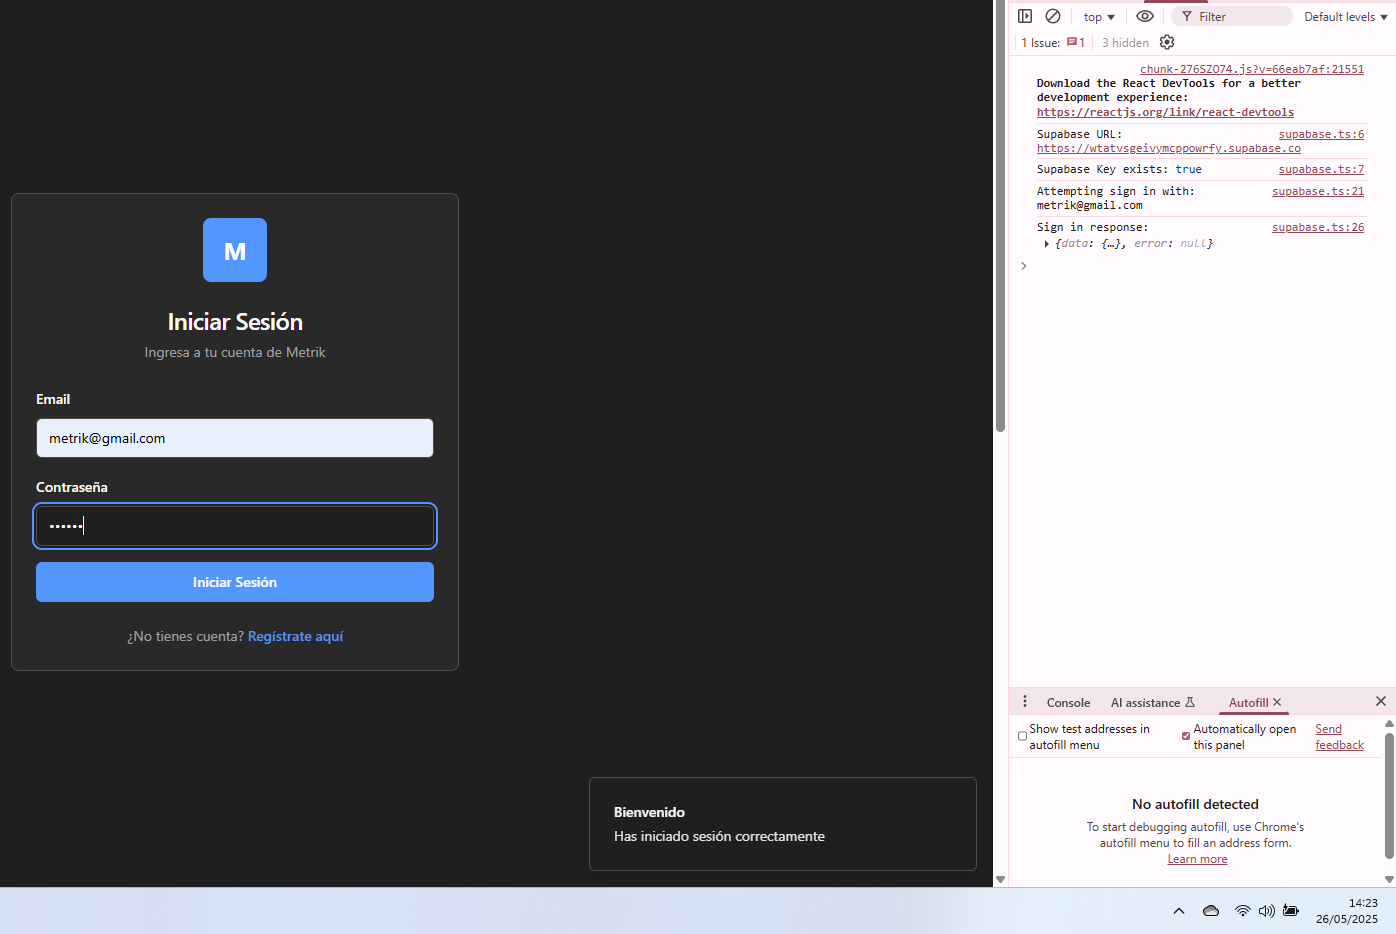 M
Iniciar Sesión
Ingresa a tu cuenta de Metrik
Email
metrik@gmail.com
Contraseña
••••••
Iniciar Sesión
¿No tienes cuenta? Regístrate aquí
Bienvenido
Has iniciado sesión correctamente
top
Filter
Default levels
1 Issue: 1
3 hidden
chunk-276SZO74.js?v=66eab7af:21551
Download the React DevTools for a better
development experience:
https://reactjs.org/link/react-devtools
Supabase URL: supabase.ts:6
https://wtatvsgeivymcppowrfy.supabase.co
Supabase Key exists: true supabase.ts:7
Attempting sign in with: supabase.ts:21
metrik@gmail.com
Sign in response: supabase.ts:26
{data: {…}, error: null}
Console
AI assistance
Autofill
Show test addresses in
autofill menu
Automatically open
this panel
Send
feedback
No autofill detected
To start debugging autofill, use Chrome's
autofill menu to fill an address form.
Learn more
14:23
26/05/2025